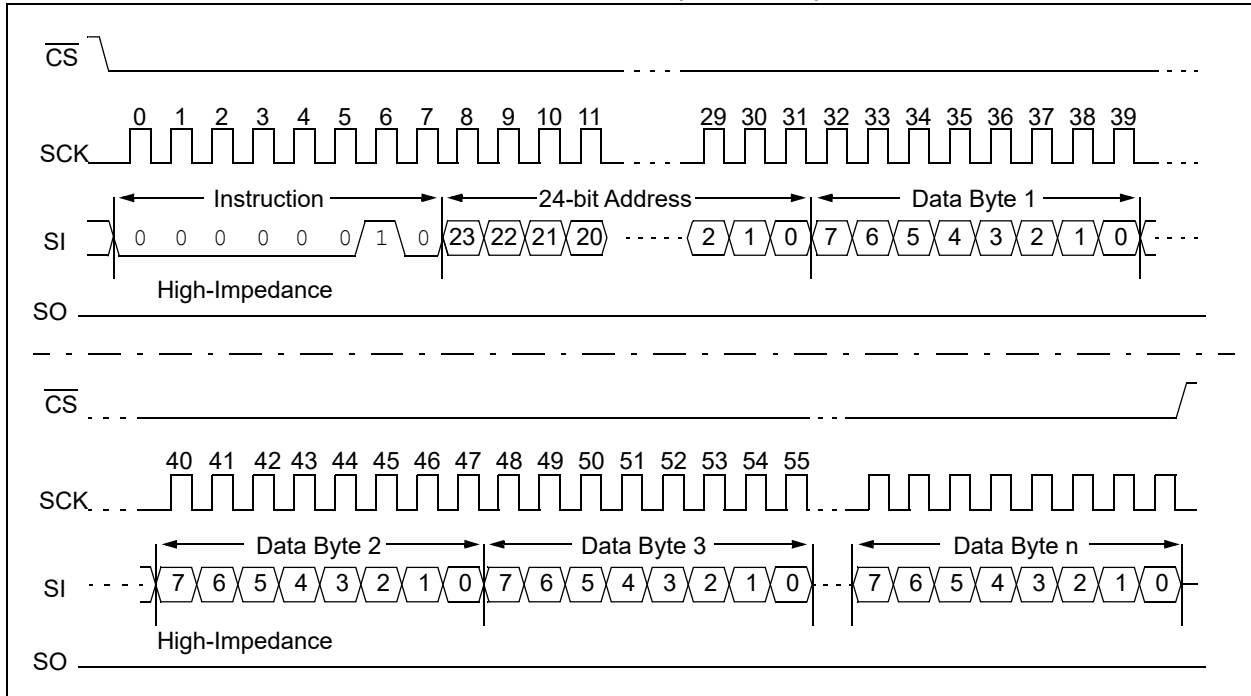 CS
0 1 2 3 4 5 6 7 8 9 10 11 29 30 31 32 33 34 35 36 37 38 39
SCK
Instruction 24-bit Address Data Byte 1
SI 0 0 0 0 0 0 1 0 23 22 21 20 2 1 0 7 6 5 4 3 2 1 0
High-Impedance
SO
CS
40 41 42 43 44 45 46 47 48 49 50 51 52 53 54 55
SCK
Data Byte 2 Data Byte 3 Data Byte n
SI 7 6 5 4 3 2 1 0 7 6 5 4 3 2 1 0 7 6 5 4 3 2 1 0
High-Impedance
SO